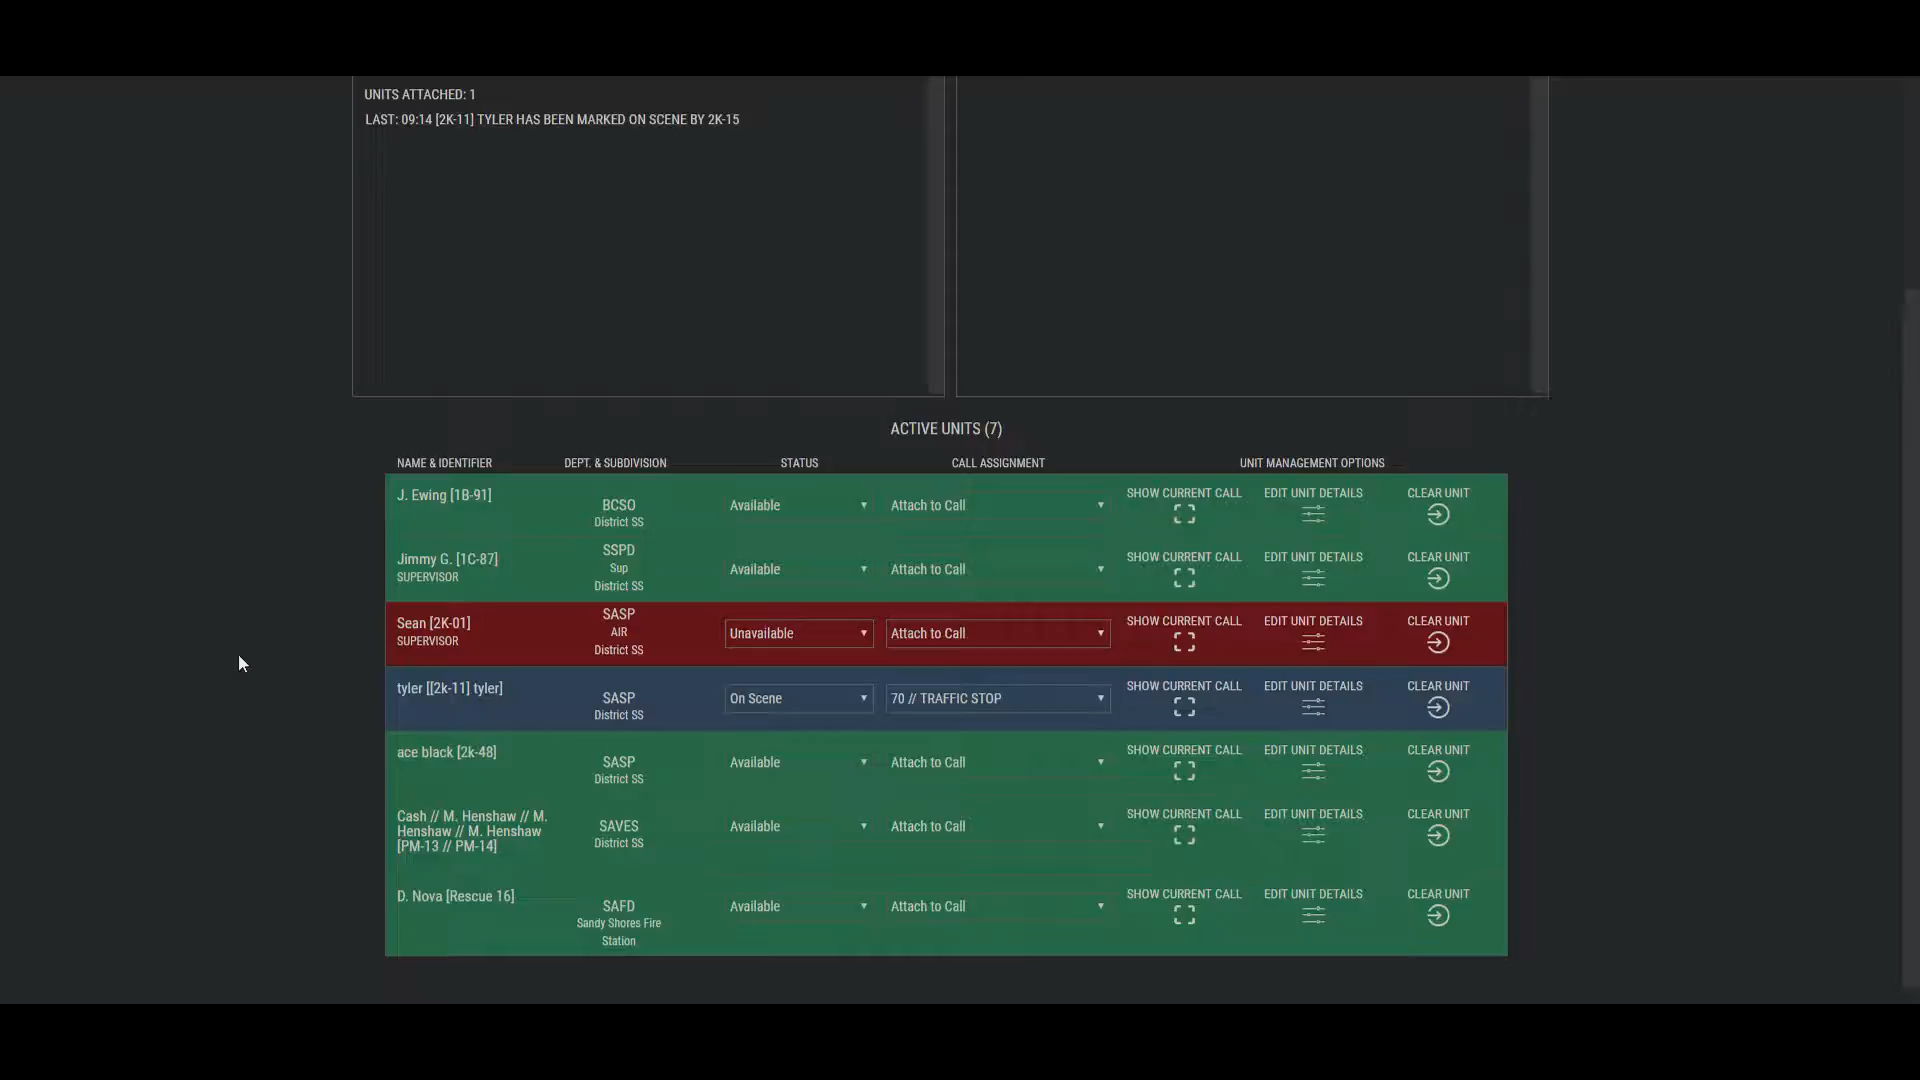 UNITS ATTACHED: 1
LAST: 09:14 [2K-11] TYLER HAS BEEN MARKED ON SCENE BY 2K-15
ACTIVE UNITS (7)
NAME & IDENTIFIER DEPT. & SUBDIVISION STATUS CALL ASSIGNMENT UNIT MANAGEMENT OPTIONS
J. Ewing [1B-91]
BCSO
District SS
Available
Attach to Call
SHOW CURRENT CALL EDIT UNIT DETAILS CLEAR UNIT
Jimmy G. [1C-87]
SUPERVISOR
SSPD
Sup
District SS
Available
Attach to Call
SHOW CURRENT CALL EDIT UNIT DETAILS CLEAR UNIT
Sean [2K-01]
SUPERVISOR
SASP
AIR
District SS
Unavailable
Attach to Call
SHOW CURRENT CALL EDIT UNIT DETAILS CLEAR UNIT
tyler [[2k-11] tyler]
SASP
District SS
On Scene
70 // TRAFFIC STOP
SHOW CURRENT CALL EDIT UNIT DETAILS CLEAR UNIT
ace black [2k-48]
SASP
District SS
Available
Attach to Call
SHOW CURRENT CALL EDIT UNIT DETAILS CLEAR UNIT
Cash // M. Henshaw // M.
Henshaw // M. Henshaw
[PM-13 // PM-14]
SAVES
District SS
Available
Attach to Call
SHOW CURRENT CALL EDIT UNIT DETAILS CLEAR UNIT
D. Nova [Rescue 16]
SAFD
Sandy Shores Fire
Station
Available
Attach to Call
SHOW CURRENT CALL EDIT UNIT DETAILS CLEAR UNIT